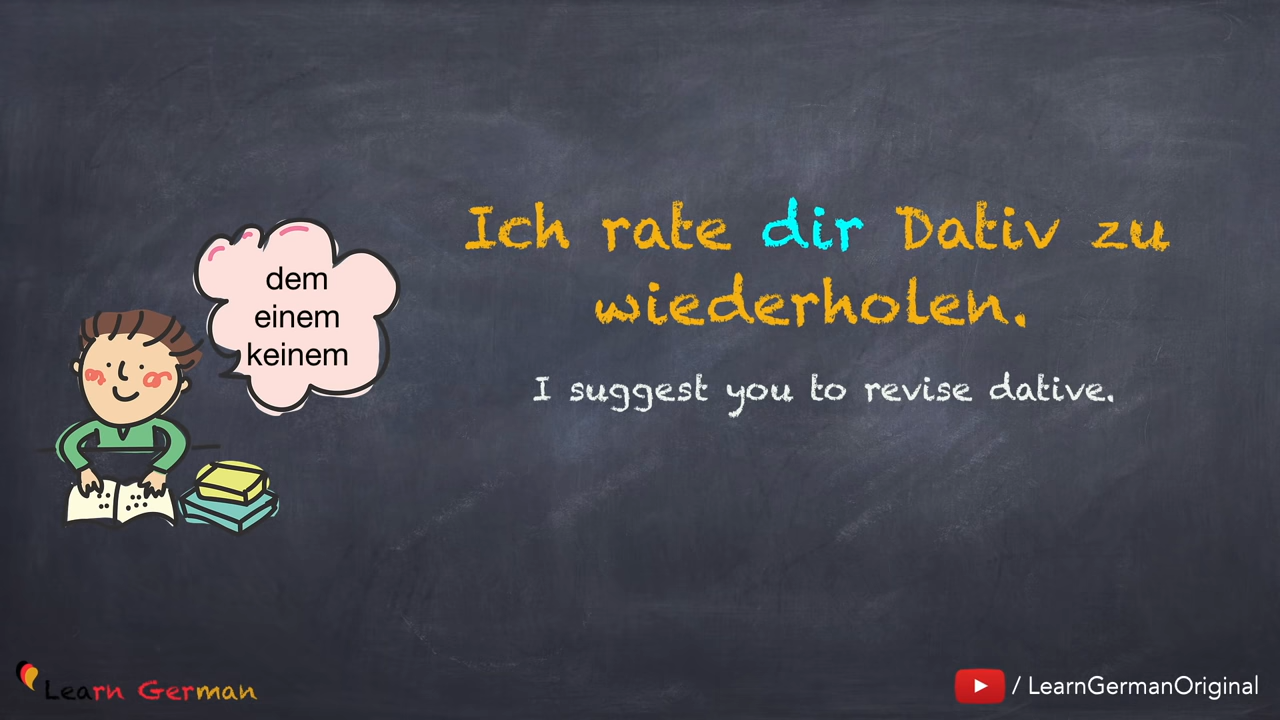 Ich rate dir Dativ zu
wiederholen.
I suggest you to revise dative.
dem
einem
keinem
Learn German
/ LearnGermanOriginal